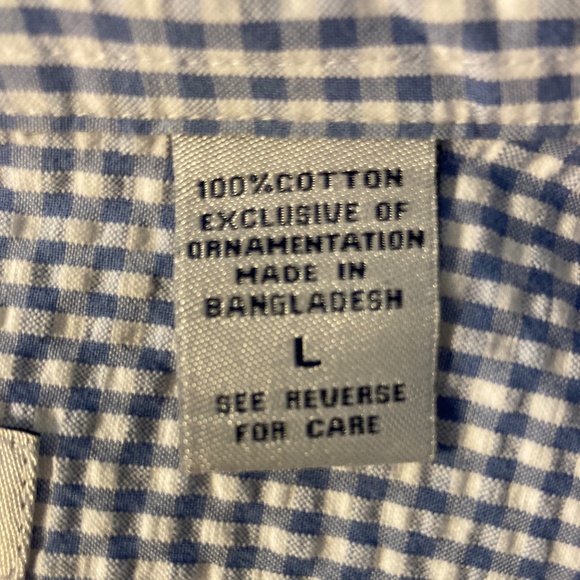 100%COTTON
EXCLUSIVE OF
ORNAMENTATION
MADE IN
BANGLADESH
L
SEE REVERSE
FOR CARE